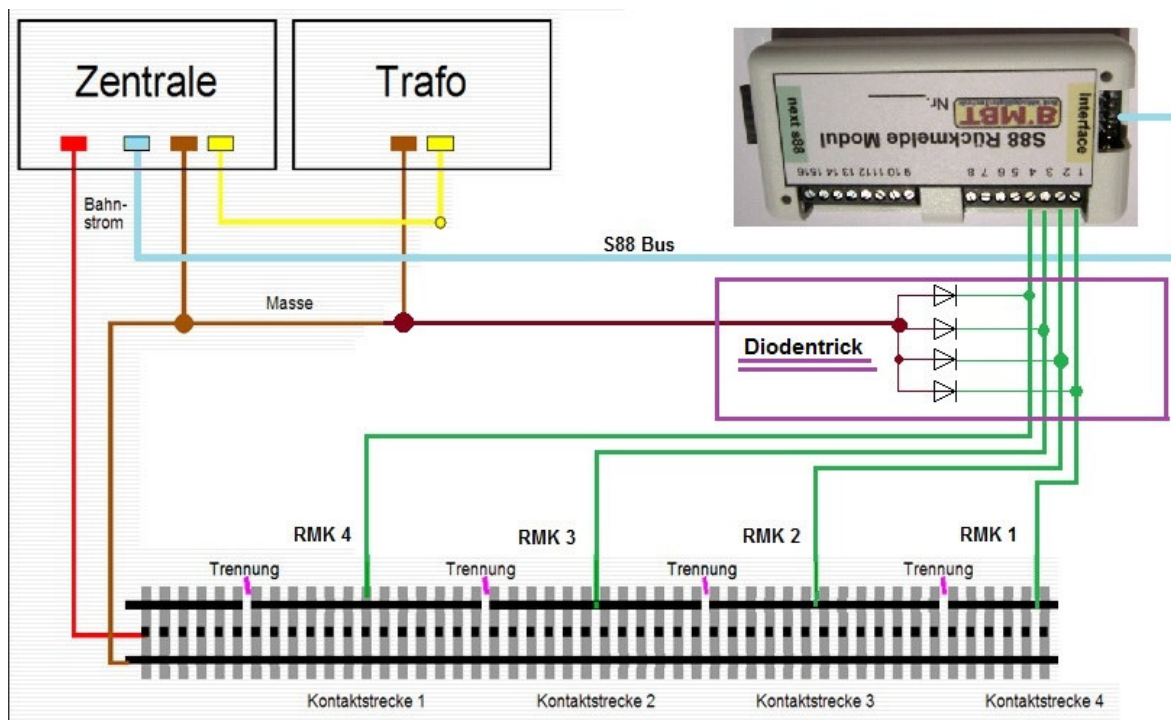 Zentrale
Trafo
Bahn-
strom
S88 Bus
Masse
Interface
next s88
B'MBT
Nr.
S88 Rückmelde Modul
1 2 3 4 5 6 7 8
9 10 11 12 13 14 15 16
Diodentrick
RMK 4
RMK 3
RMK 2
RMK 1
Trennung
Trennung
Trennung
Trennung
Kontaktstrecke 1
Kontaktstrecke 2
Kontaktstrecke 3
Kontaktstrecke 4